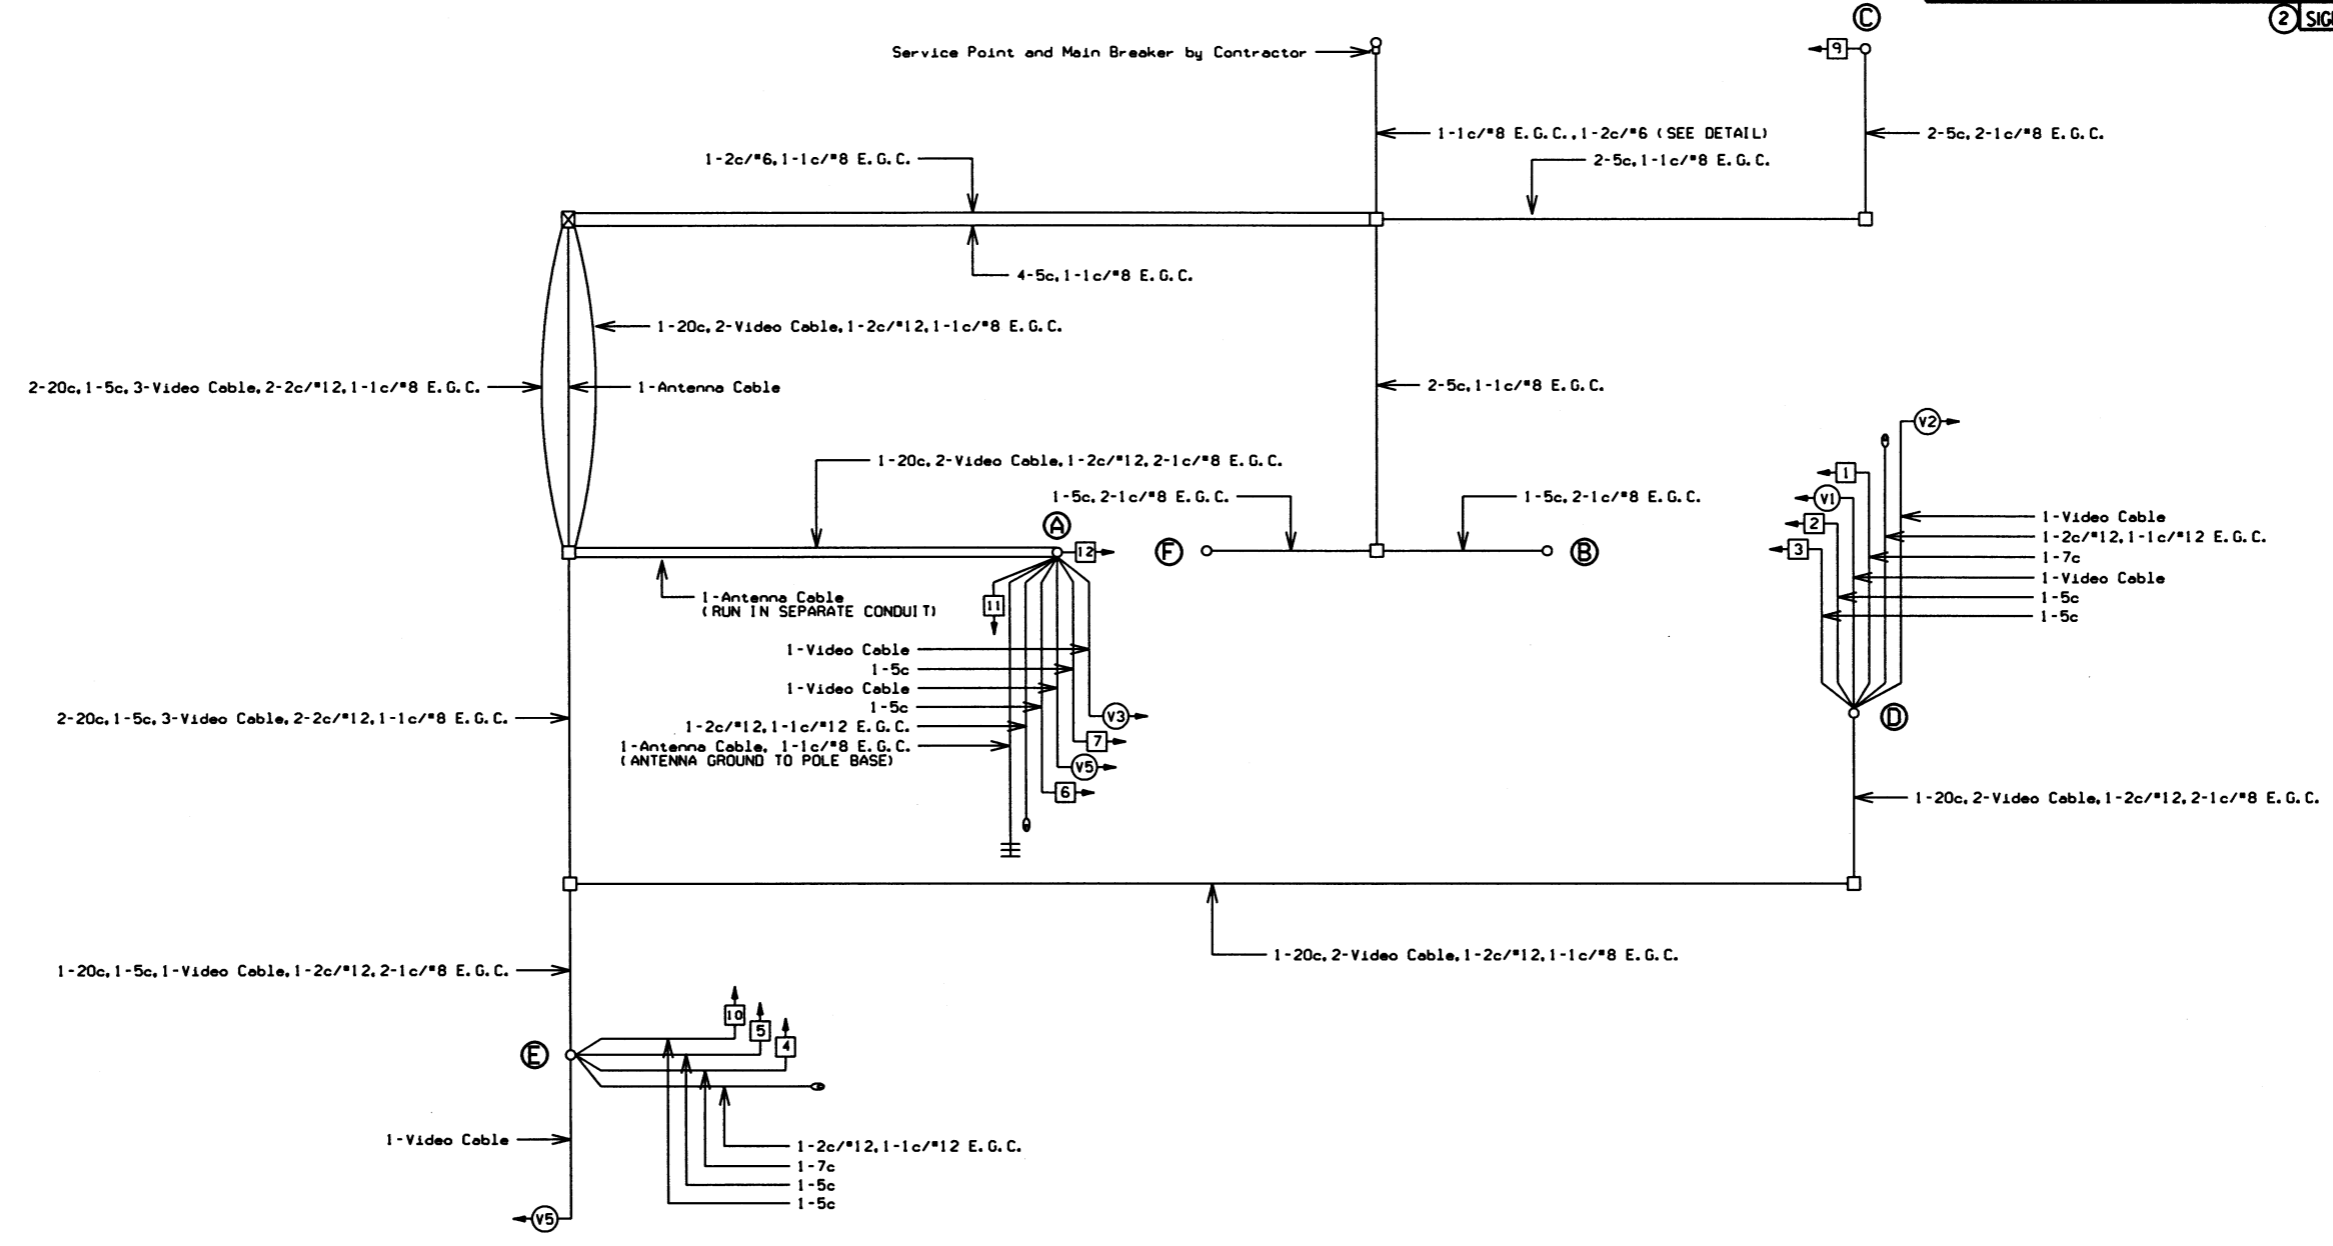 C
2 SIG
Service Point and Main Breaker by Contractor
9
1-1c/#8 E.G.C.,1-2c/#6 (SEE DETAIL)
2-5c,2-1c/#8 E.G.C.
1-2c/#6,1-1c/#8 E.G.C.
2-5c,1-1c/#8 E.G.C.
4-5c,1-1c/#8 E.G.C.
1-20c,2-Video Cable,1-2c/#12,1-1c/#8 E.G.C.
2-20c,1-5c,3-Video Cable,2-2c/#12,1-1c/#8 E.G.C.
1-Antenna Cable
2-5c,1-1c/#8 E.G.C.
V2
1-20c,2-Video Cable,1-2c/#12,2-1c/#8 E.G.C.
1
1-5c,2-1c/#8 E.G.C.
1-5c,2-1c/#8 E.G.C.
V1
A
2
1-Video Cable
1-2c/#12,1-1c/#12 E.G.C.
12
F
B
3
1-7c
1-Video Cable
1-5c
1-5c
1-Antenna Cable
(RUN IN SEPARATE CONDUIT)
11
1-Video Cable
1-5c
1-Video Cable
1-5c
1-2c/#12,1-1c/#12 E.G.C.
1-Antenna Cable, 1-1c/#8 E.G.C.
(ANTENNA GROUND TO POLE BASE)
V3
7
V5
6
D
2-20c,1-5c,3-Video Cable,2-2c/#12,1-1c/#8 E.G.C.
1-20c,2-Video Cable,1-2c/#12,2-1c/#8 E.G.C.
1-20c,2-Video Cable,1-2c/#12,1-1c/#8 E.G.C.
1-20c,1-5c,1-Video Cable,1-2c/#12,2-1c/#8 E.G.C.
10
5
4
E
1-Video Cable
1-2c/#12,1-1c/#12 E.G.C.
1-7c
1-5c
1-5c
V5